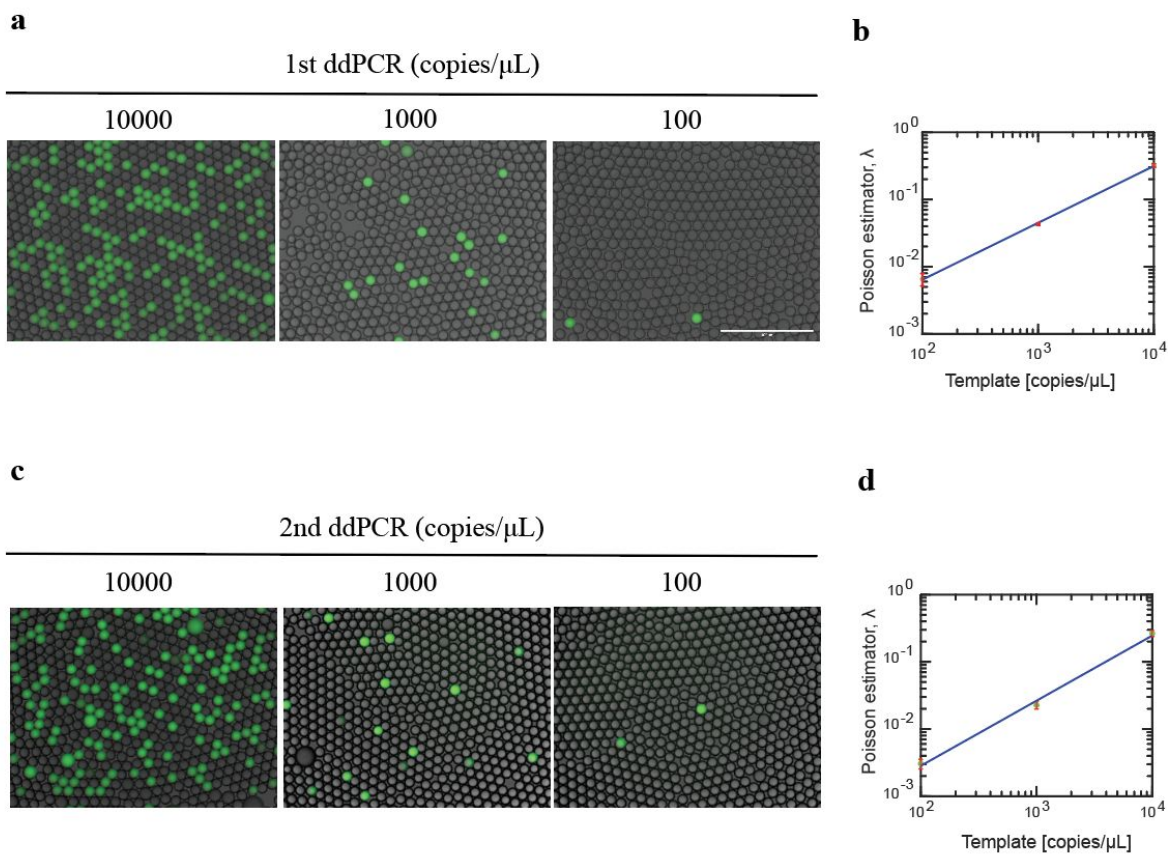 a
1st ddPCR (copies/μL)
10000 1000 100
b
10⁰
10⁻¹
10⁻²
10⁻³
Poisson estimator, λ
10² 10³ 10⁴
Template [copies/μL]
c
2nd ddPCR (copies/μL)
10000 1000 100
d
10⁰
10⁻¹
10⁻²
10⁻³
Poisson estimator, λ
10² 10³ 10⁴
Template [copies/μL]